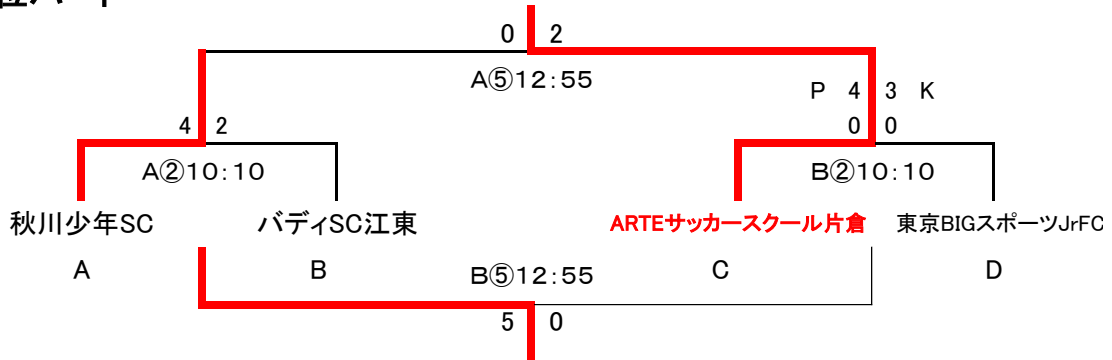 0 2
A⑤12:55
P 4 3 K
4 2
0 0
A②10:10
B②10:10
秋川少年SC
バディSC江東
ARTEサッカースクール片倉
東京BIGスポーツJrFC
A
B
B⑤12:55
C
D
5 0